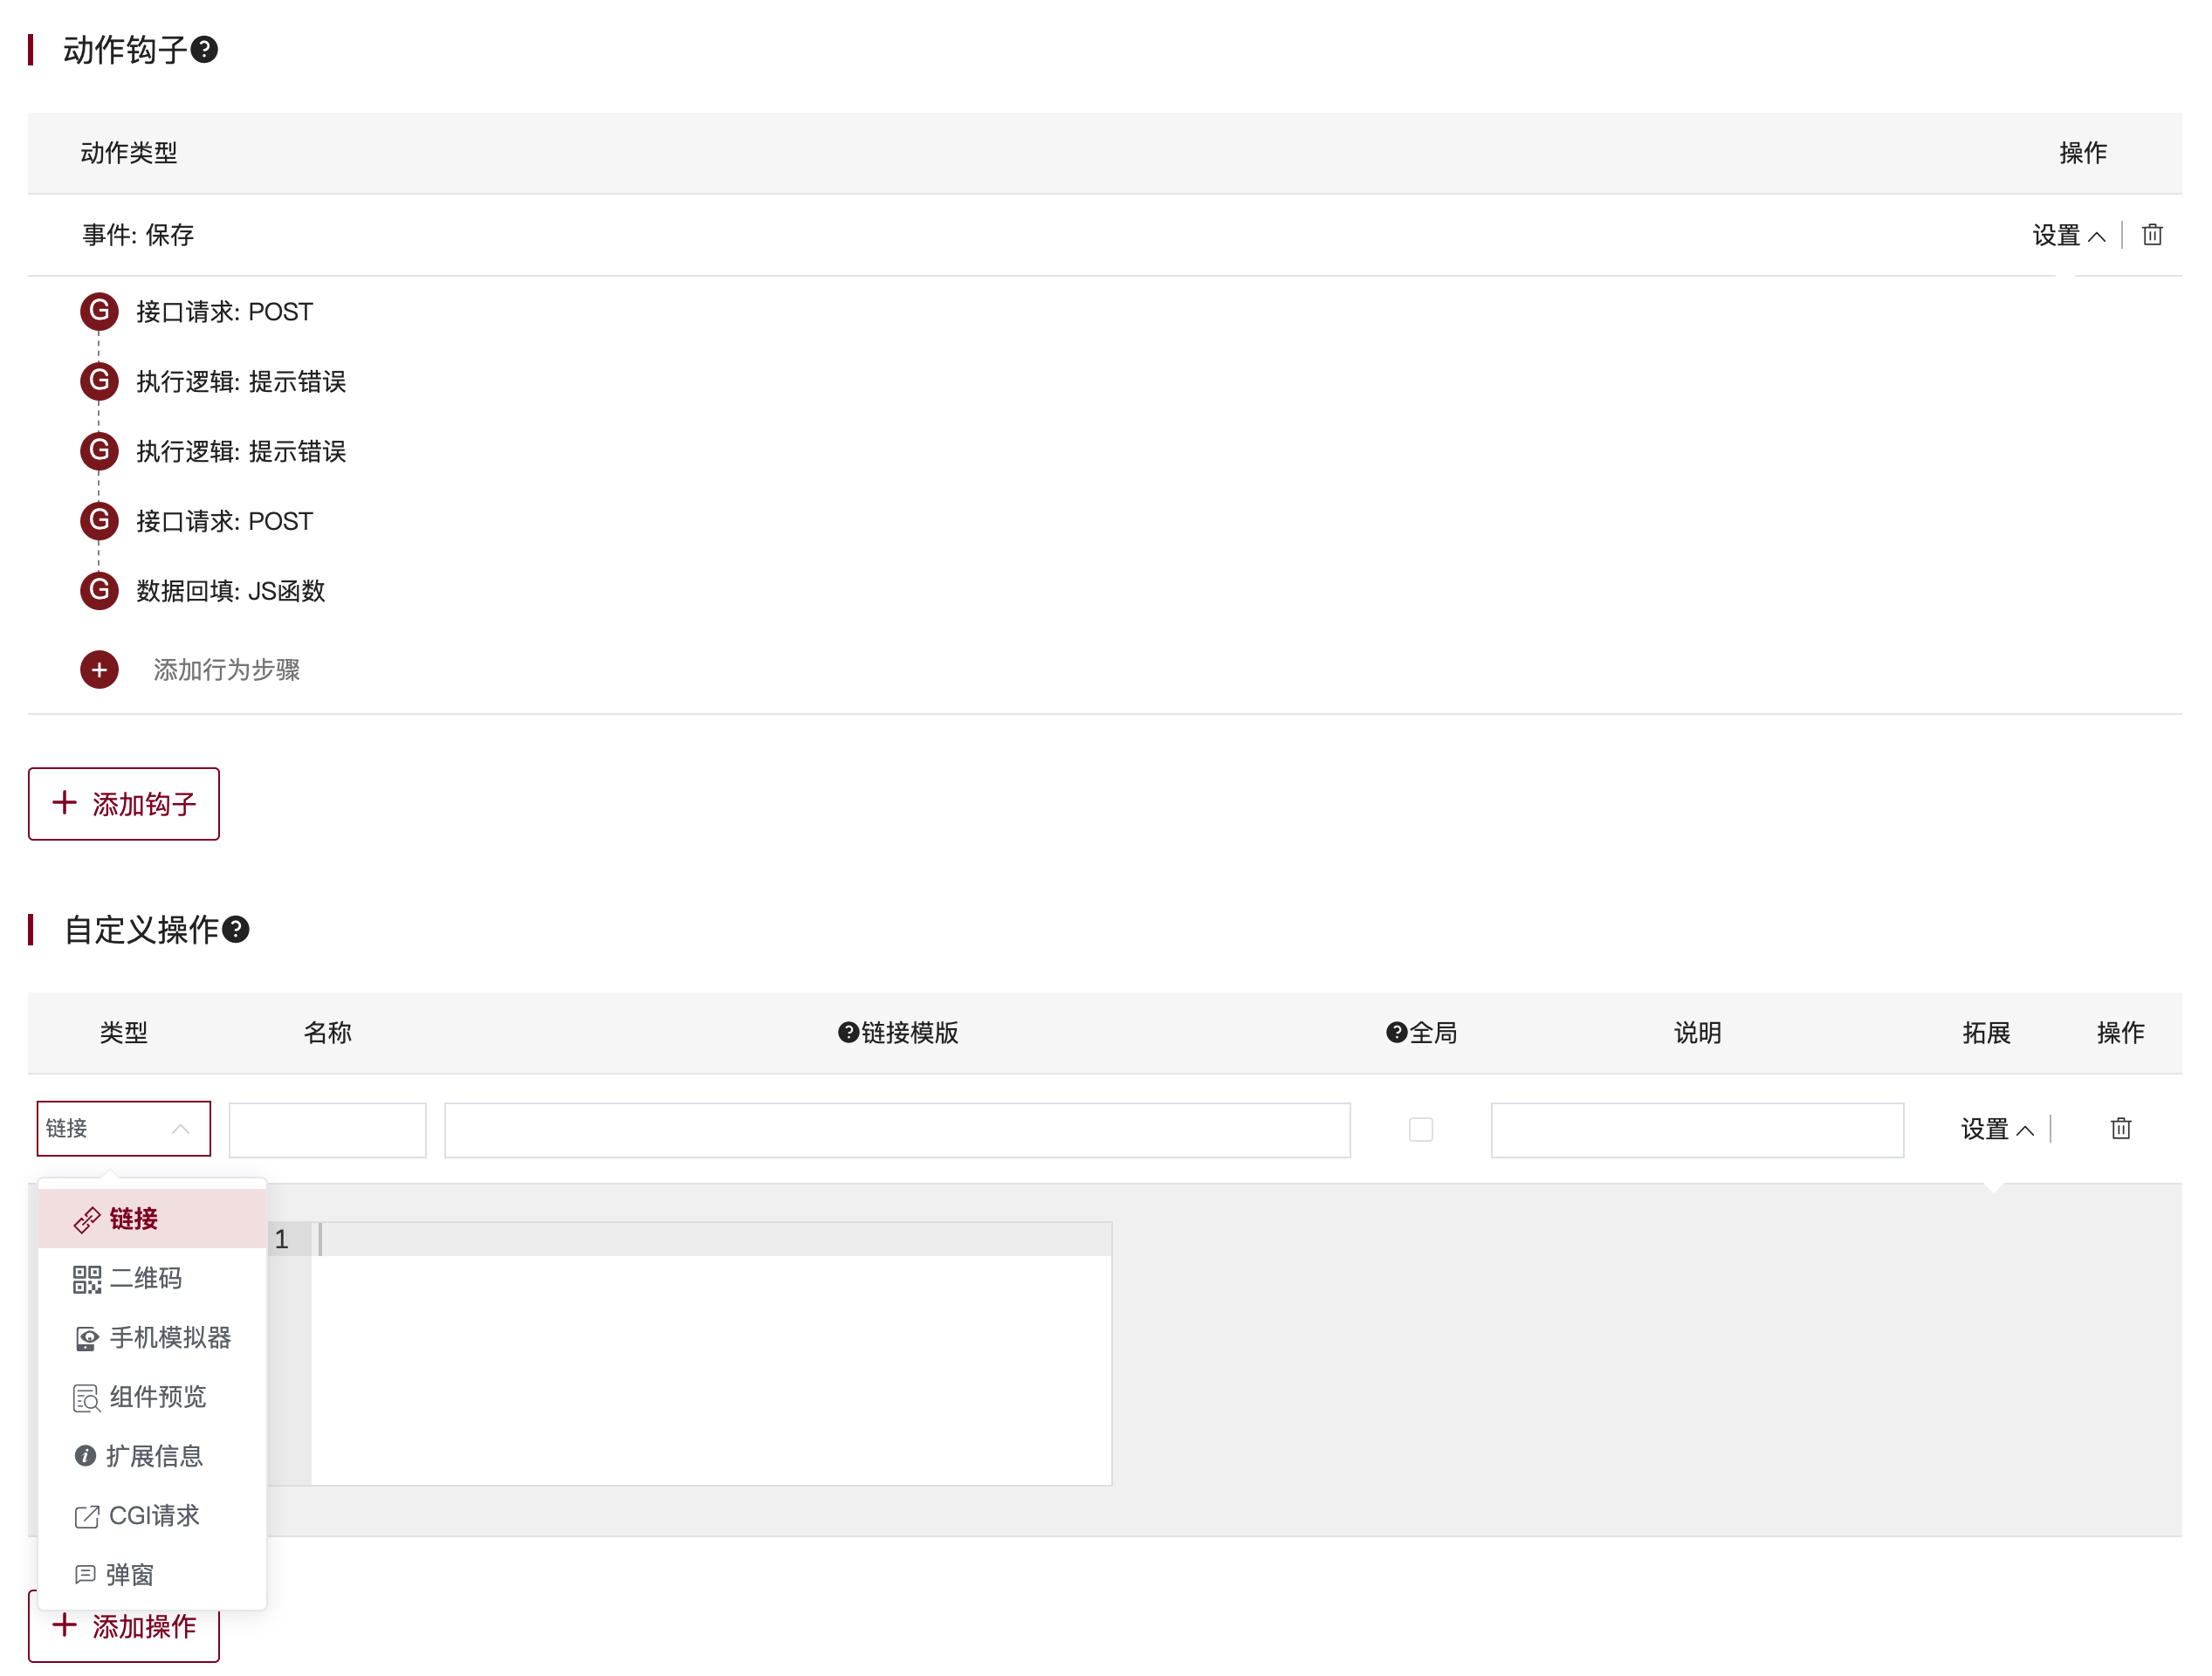 动作钩子?
动作类型 操作
事件: 保存 设置
G 接口请求: POST
G 执行逻辑: 提示错误
G 执行逻辑: 提示错误
G 接口请求: POST
G 数据回填: JS函数
+ 添加行为步骤
+ 添加钩子
自定义操作?
类型 名称 ?链接模版 ?全局 说明 拓展 操作
链接 设置
链接
1
二维码
手机模拟器
组件预览
扩展信息
CGI请求
弹窗
+ 添加操作